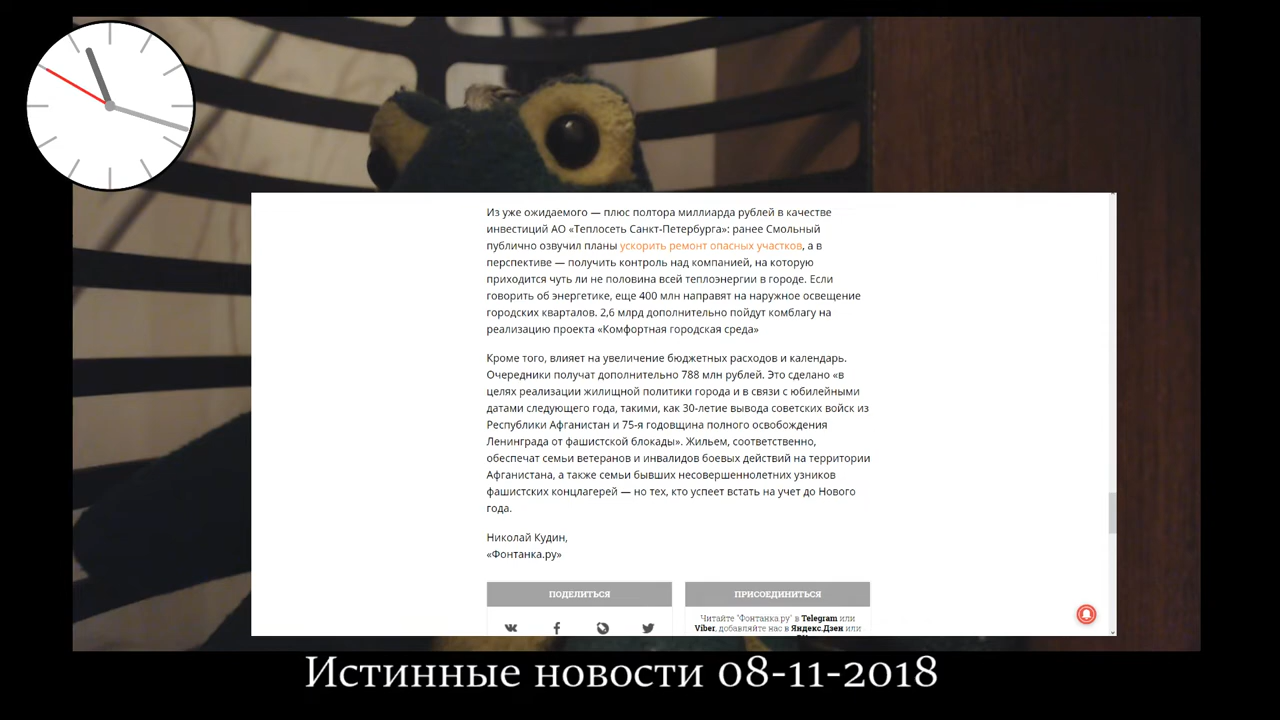 Из уже ожидаемого — плюс полтора миллиарда рублей в качестве
инвестиций АО «Теплосеть Санкт-Петербурга»: ранее Смольный
публично озвучил планы ускорить ремонт опасных участков, а в
перспективе — получить контроль над компанией, на которую
приходится чуть ли не половина всей теплоэнергии в городе. Если
говорить об энергетике, еще 400 млн направят на наружное освещение
городских кварталов. 2,6 млрд дополнительно пойдут комблагу на
реализацию проекта «Комфортная городская среда»
Кроме того, влияет на увеличение бюджетных расходов и календарь.
Очередники получат дополнительно 788 млн рублей. Это сделано «в
целях реализации жилищной политики города и в связи с юбилейными
датами следующего года, такими, как 30-летие вывода советских войск из
Республики Афганистан и 75-я годовщина полного освобождения
Ленинграда от фашистской блокады». Жильем, соответственно,
обеспечат семьи ветеранов и инвалидов боевых действий на территории
Афганистана, а также семьи бывших несовершеннолетних узников
фашистских концлагерей — но тех, кто успеет встать на учет до Нового
года.
Николай Кудин,
«Фонтанка.ру»
ПОДЕЛИТЬСЯ
ПРИСОЕДИНИТЬСЯ
Читайте "Фонтанка.ру" в Telegram или
Viber, добавляйте нас в Яндекс.Дзен или
Истинные новости 08-11-2018